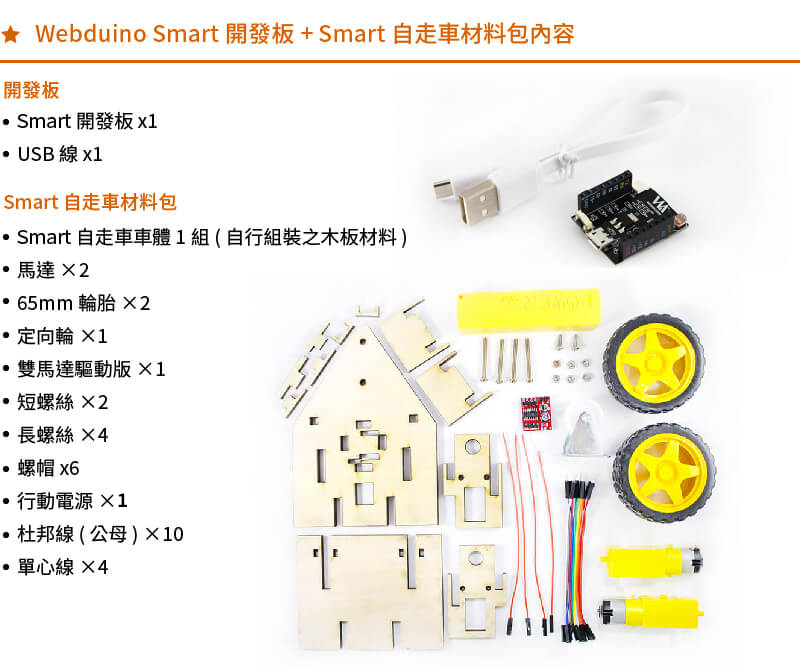 ★ Webduino Smart 開發板 + Smart 自走車材料包內容
開發板
• Smart 開發板 x1
• USB 線 x1
Smart 自走車材料包
• Smart 自走車車體 1 組 ( 自行組裝之木板材料 )
• 馬達 ×2
• 65mm 輪胎 ×2
• 定向輪 ×1
• 雙馬達驅動版 ×1
• 短螺絲 ×2
• 長螺絲 ×4
• 螺帽 x6
• 行動電源 ×1
• 杜邦線 ( 公母 ) ×10
• 單心線 ×4